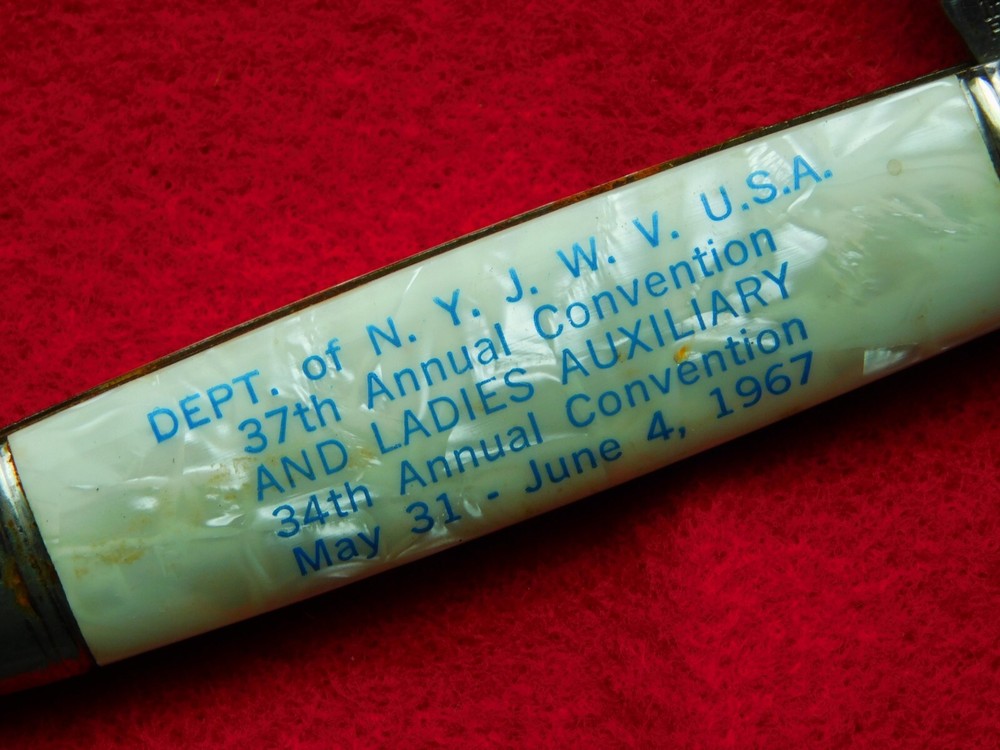 DEPT. of N. Y. J. W. V. U.S.A.
37th Annual Convention
AND LADIES AUXILIARY
34th Annual Convention
May 31 - June 4, 1967